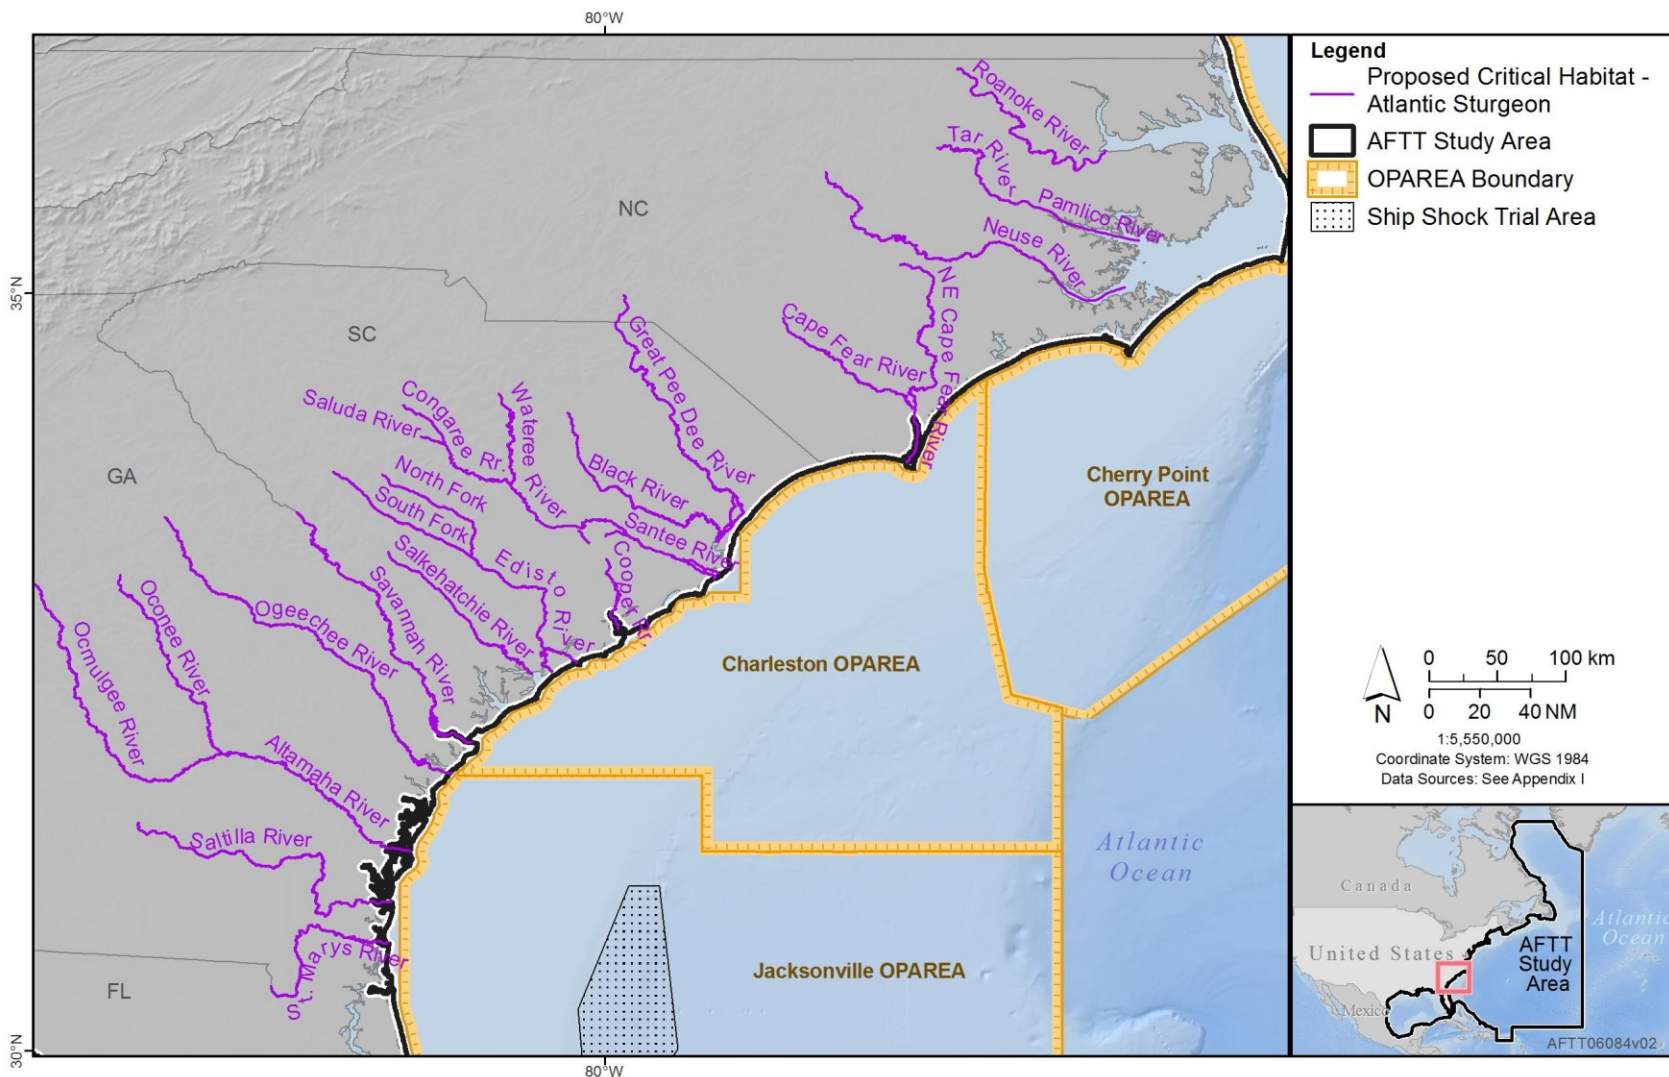 80°W
35°N
30°N
80°W
NC
SC
GA
FL
Roanoke River
Tar River
Pamlico River
Neuse River
NE Cape Fear River
Cape Fear River
Great Pee Dee River
Saluda River
Congaree Rr.
Wateree River
Black River
Santee River
North Fork
South Fork
Edisto River
Cooper Rr.
Salkehatchie River
Savannah River
Ogeechee River
Oconee River
Ocmulgee River
Altamaha River
Saltilla River
St. Marys River
Cherry Point
OPAREA
Charleston OPAREA
Jacksonville OPAREA
Atlantic
Ocean
Legend
Proposed Critical Habitat -
Atlantic Sturgeon
AFTT Study Area
OPAREA Boundary
Ship Shock Trial Area
N
0 50 100 km
0 20 40 NM
1:5,550,000
Coordinate System: WGS 1984
Data Sources: See Appendix I
Canada
United States
Mexico
Atlantic
Ocean
AFTT
Study
Area
AFTT06084v02